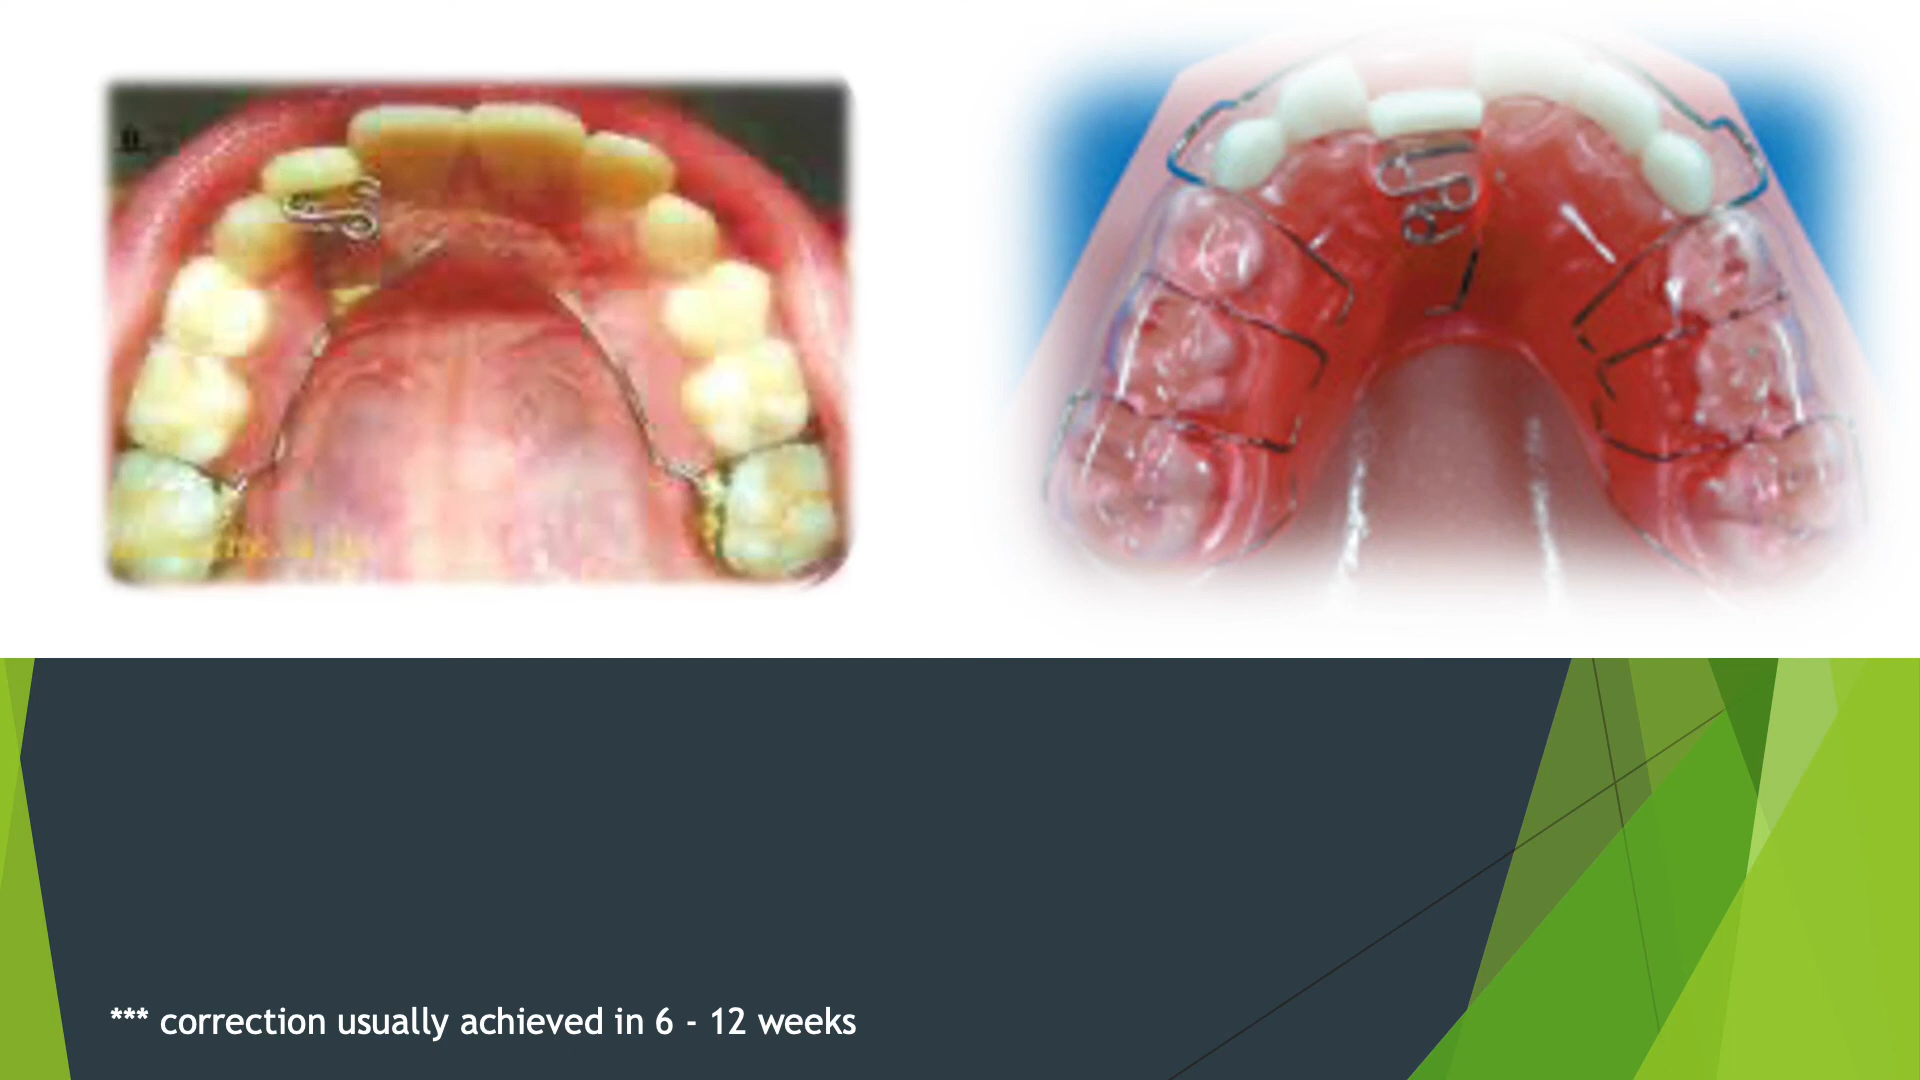 *** correction usually achieved in 6 - 12 weeks